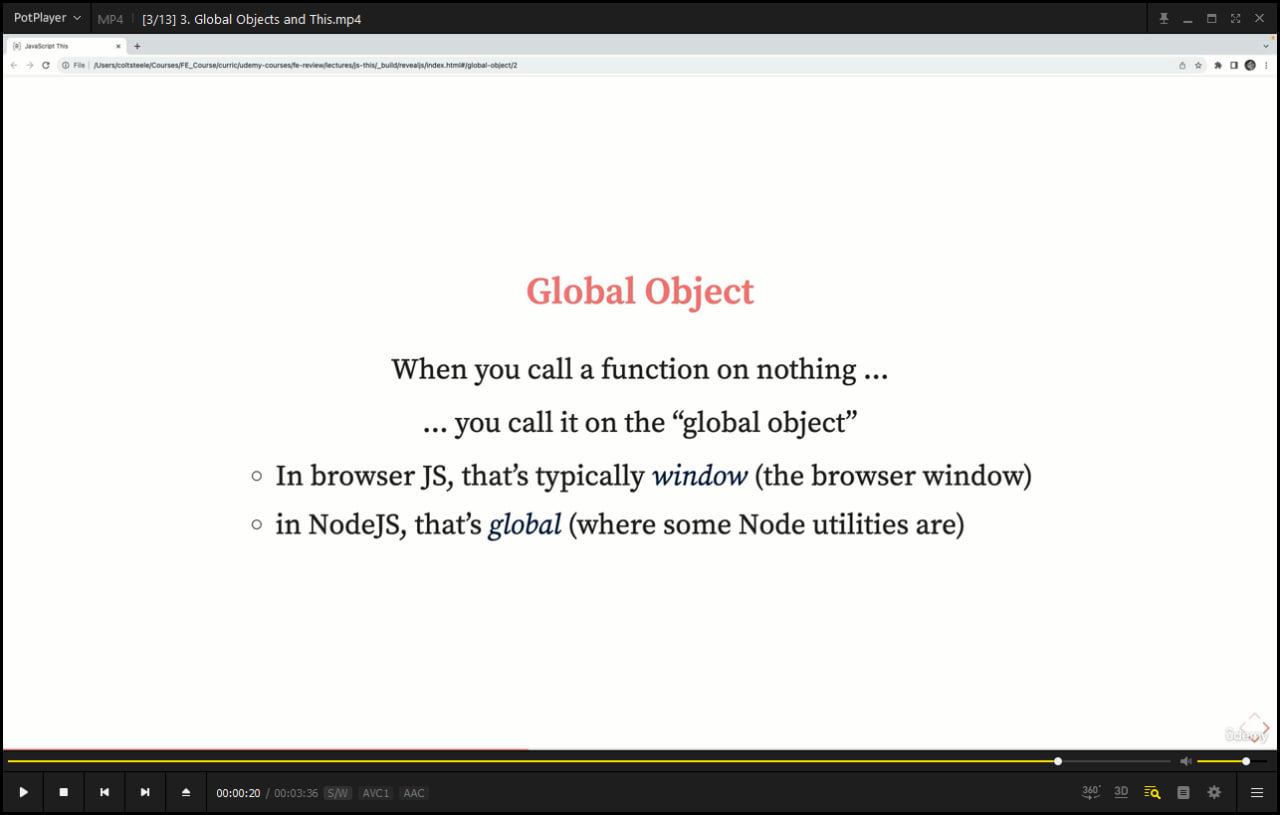 PotPlayer
MP4
[3/13] 3. Global Objects and This.mp4
JavaScript This
File
/Users/coltsteele/Courses/FE_Course/curric/udemy-courses/fe-review/lectures/js-this/_build/revealjs/index.html#/global-object/2
Global Object
When you call a function on nothing …
… you call it on the “global object”
In browser JS, that’s typically window (the browser window)
in NodeJS, that’s global (where some Node utilities are)
ûdemy
00:00:20 / 00:03:36 S/W AVC1 AAC
360°
3D